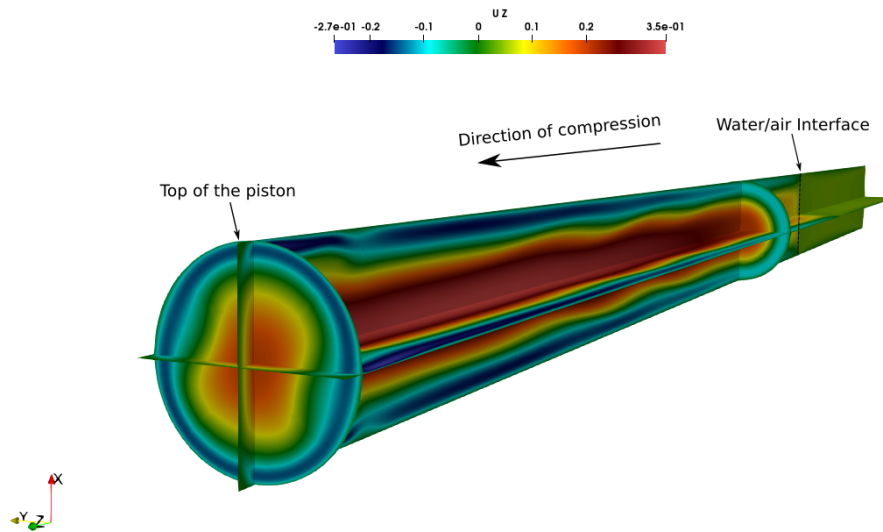 U Z
-2.7e-01 -0.2 -0.1 0 0.1 0.2 3.5e-01
Direction of compression
Water/air Interface
Top of the piston
X
Y Z